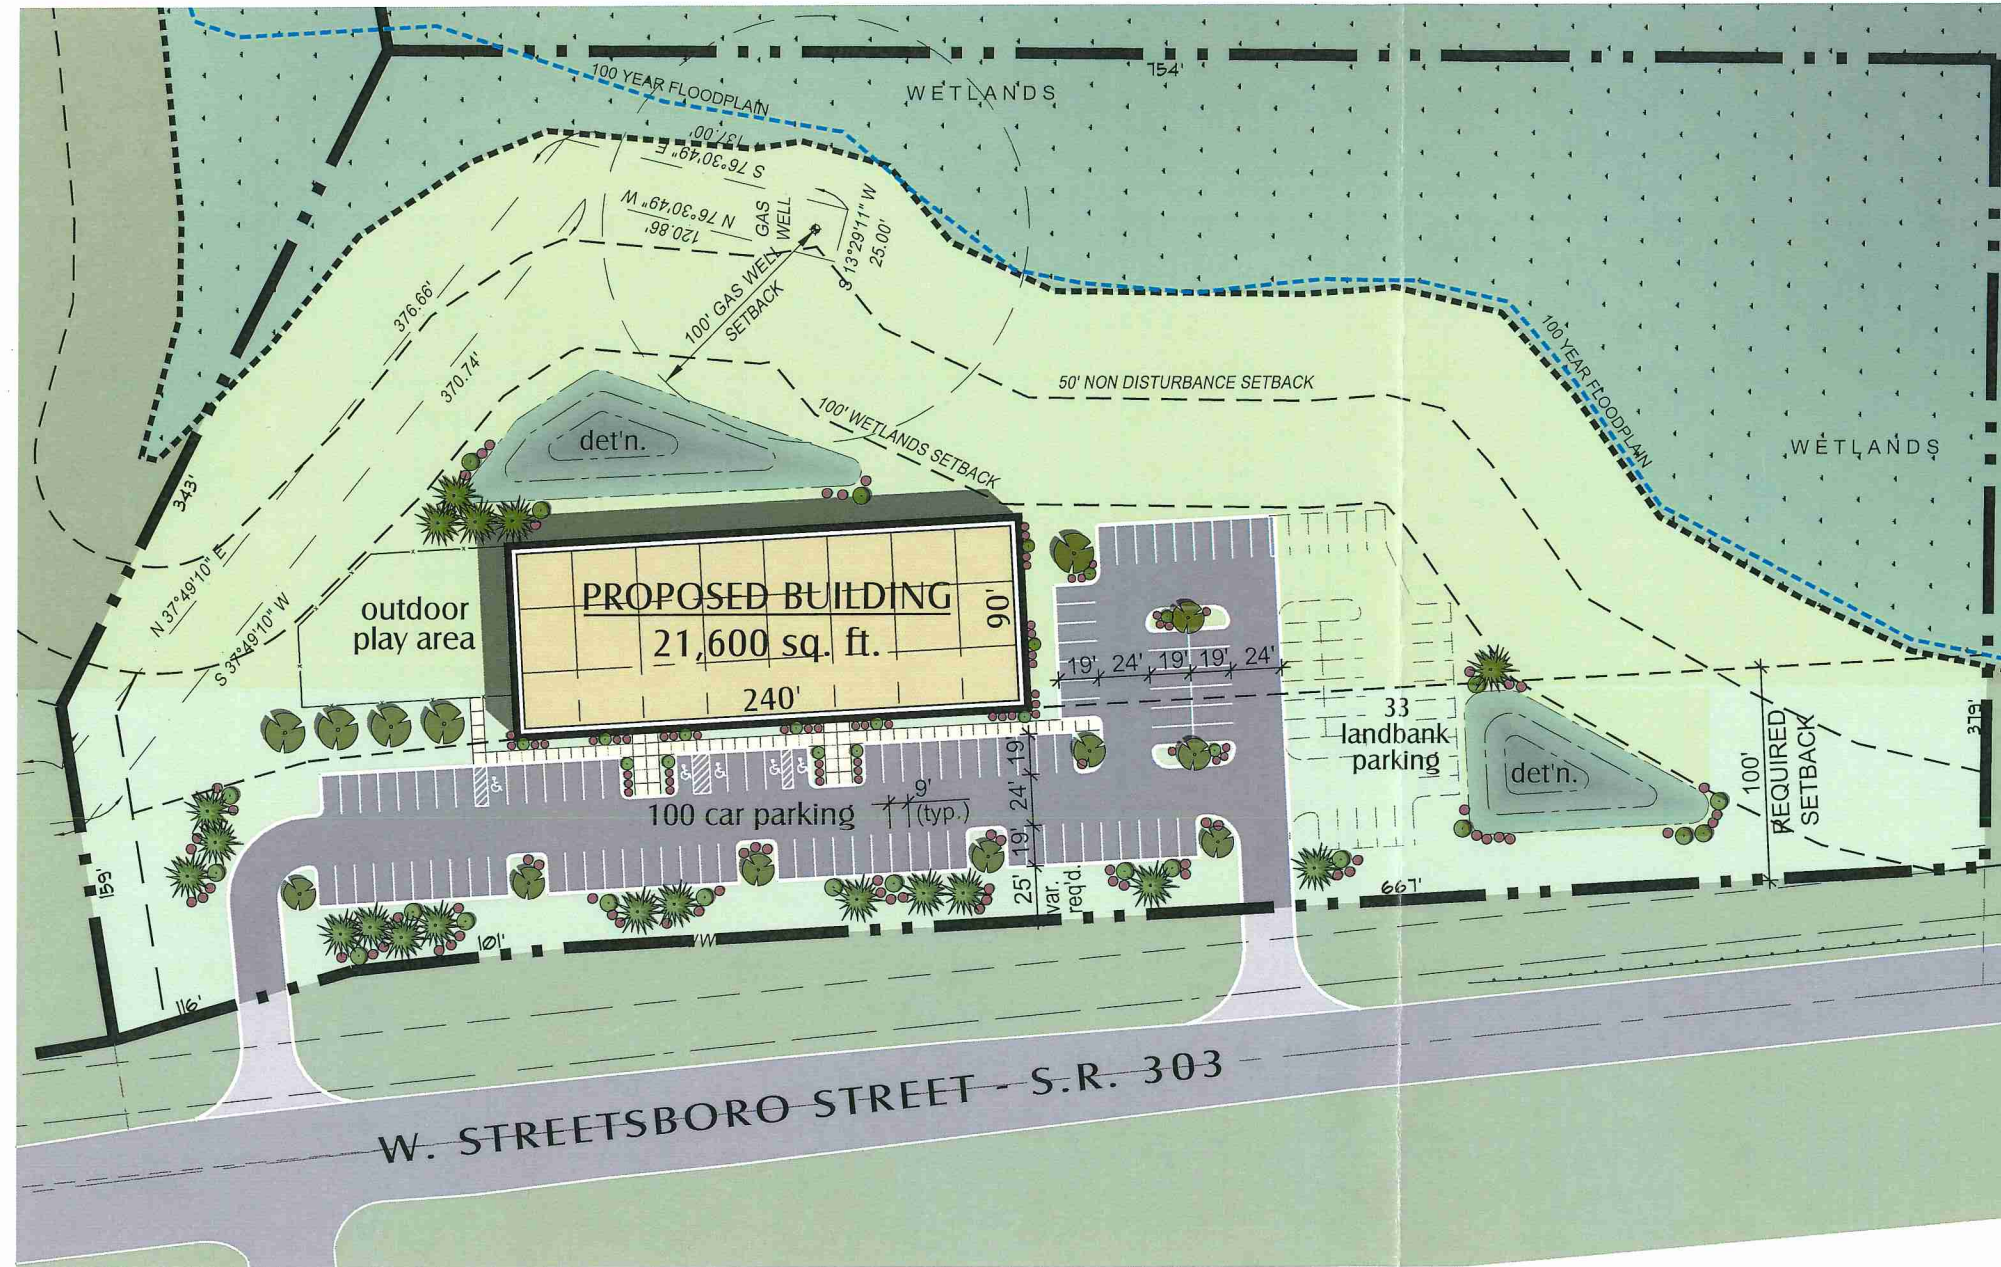 754'
WETLANDS
100 YEAR FLOODPLAIN
137.00'
S 76°30'49" E
N 76°30'49" W
120.86'
GAS
WELL
S 13°29'11" W
25.00'
100' GAS WELL
SETBACK
376.66'
370.74'
50' NON DISTURBANCE SETBACK
100 YEAR FLOODPLAIN
100' WETLANDS SETBACK
WETLANDS
det'n.
343'
N 37°49'10" E
S 37°49'10" W
outdoor
play area
PROPOSED BUILDING
21,600 sq. ft.
240'
90'
19' 24' 19' 19' 24'
33
landbank
parking
det'n.
100'
REQUIRED
SETBACK
379'
19'
24'
19'
25'
var.
req'd.
100 car parking
9'
(typ.)
159'
667'
101'
116'
W. STREETSBORO STREET - S.R. 303